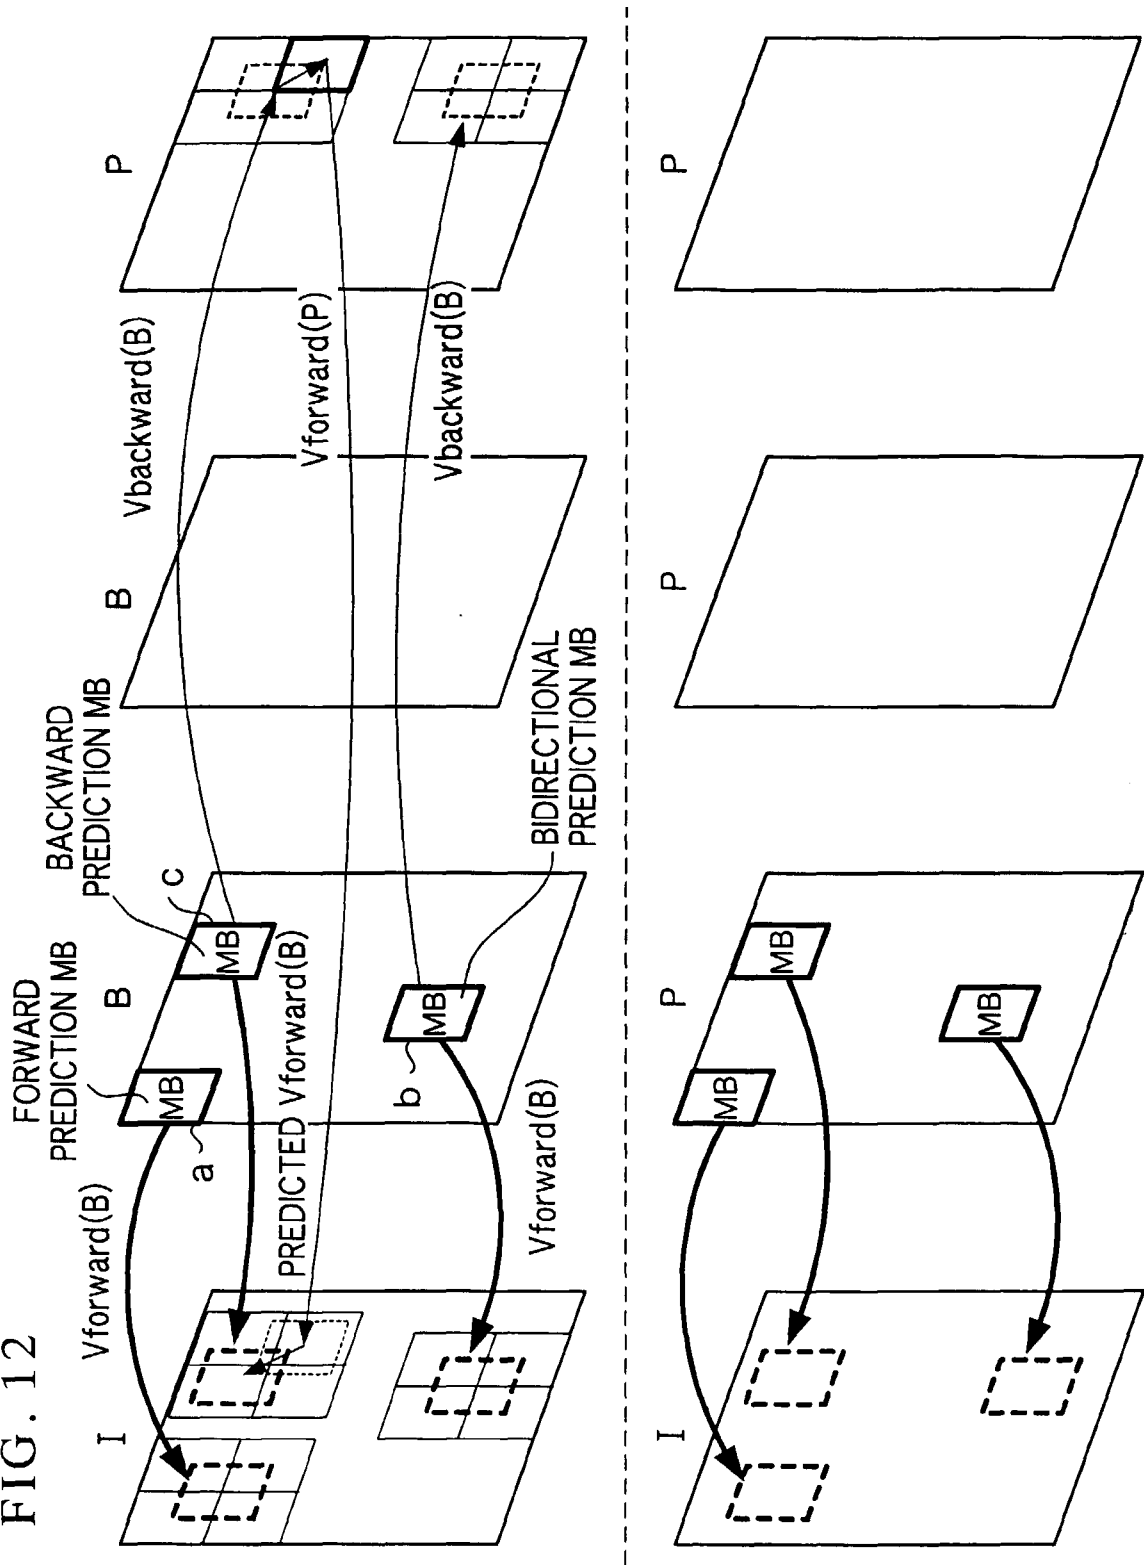 FIG. 12
I
B
B
P
FORWARD
PREDICTION MB
BACKWARD
PREDICTION MB
Vforward(B)
MB
a
MB
c
Vbackward(B)
PREDICTED Vforward(B)
Vforward(P)
MB
b
Vforward(B)
Vbackward(B)
BIDIRECTIONAL
PREDICTION MB
I
P
P
P
MB
MB
MB